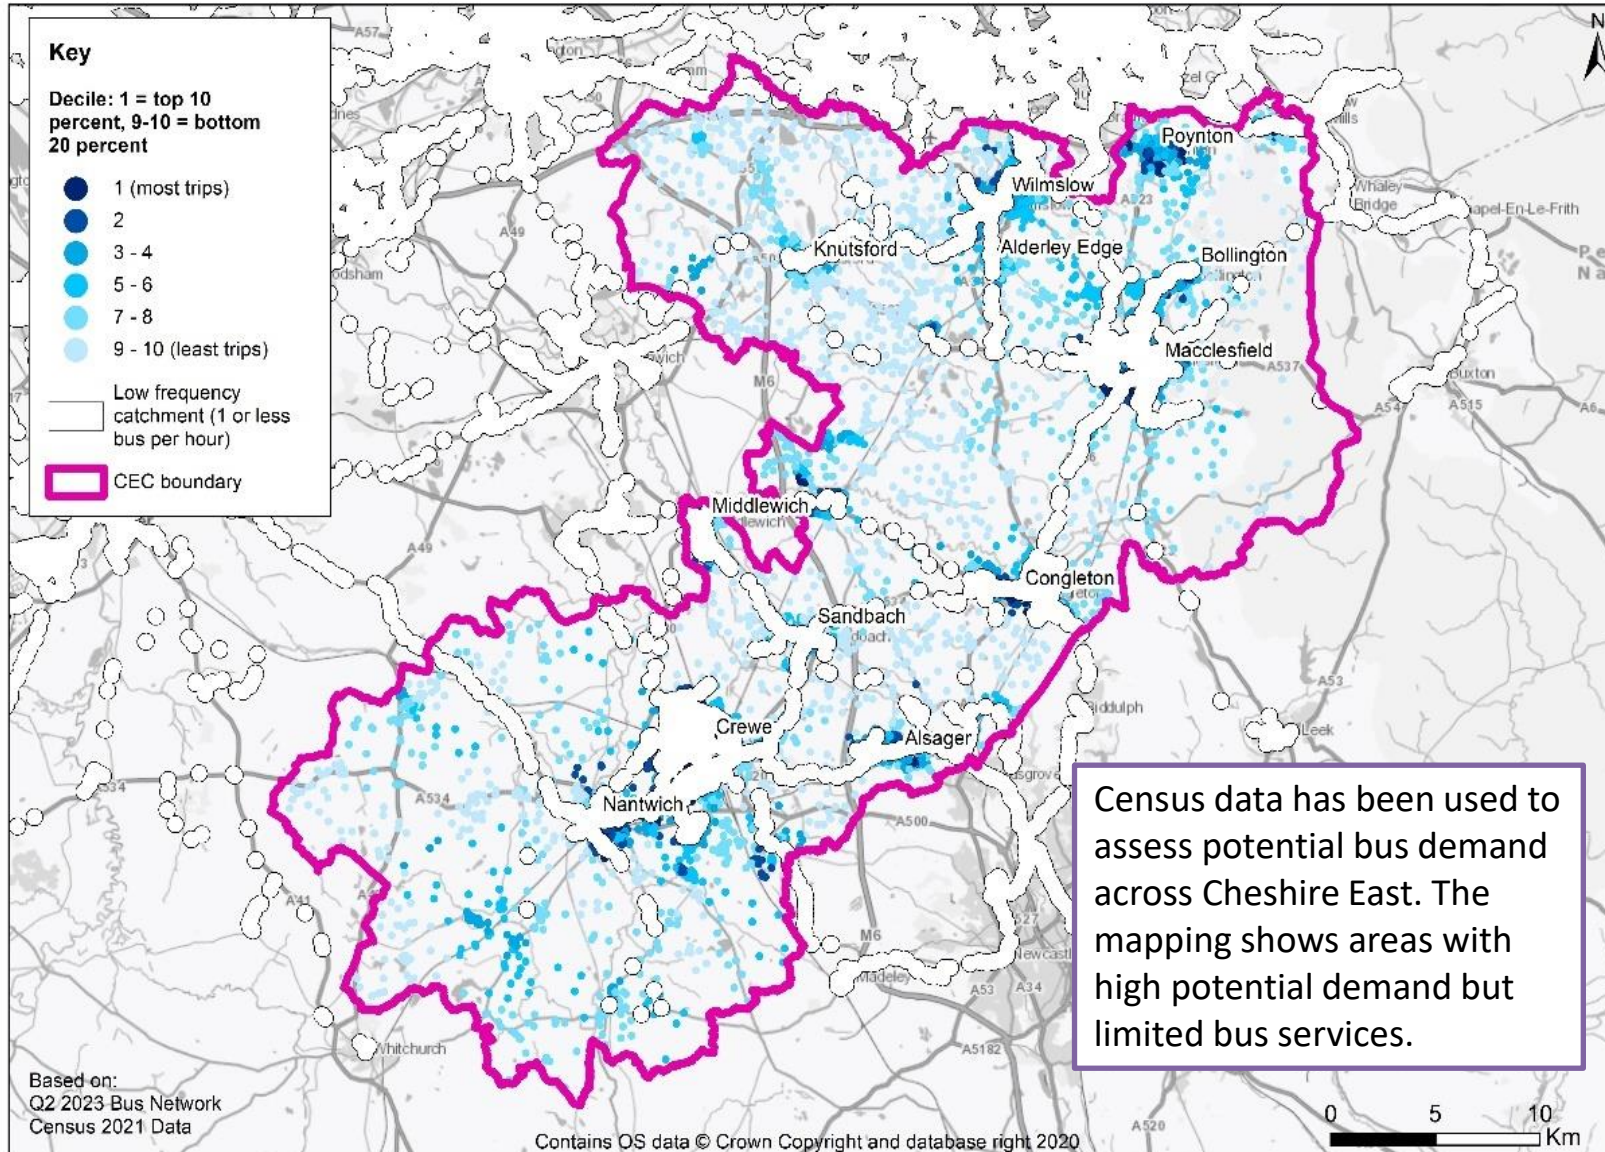 Key
Decile: 1 = top 10
percent, 9-10 = bottom
20 percent
1 (most trips)
2
3 - 4
5 - 6
7 - 8
9 - 10 (least trips)
Low frequency
catchment (1 or less
bus per hour)
CEC boundary
N
A57
Poynton
Wilmslow
Whaley
Bridge
Chapel-En-Le-Frith
A49
Knutsford
Alderley Edge
Bollington
Macclesfield
M6
A537
Buxton
A54
A515
A6
Middlewich
A49
Congleton
Sandbach
A53
Biddulph
Leek
Crewe
Alsager
A534
Nantwich
A500
A41
M6
Madeley
A53
A34
Whitchurch
A5182
A520
Census data has been used to
assess potential bus demand
across Cheshire East. The
mapping shows areas with
high potential demand but
limited bus services.
Based on:
Q2 2023 Bus Network
Census 2021 Data
Contains OS data © Crown Copyright and database right 2020
0 5 10
Km